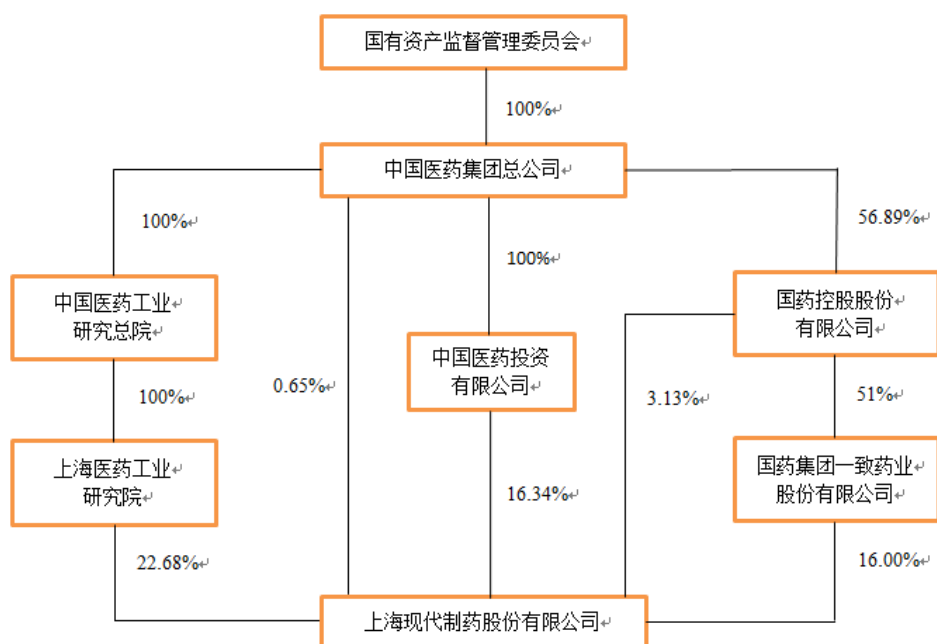 国有资产监督管理委员会↵
100%↵
中国医药集团总公司↵
100%↵
56.89%↵
100%↵
中国医药工业↵
研究总院↵
国药控股股份↵
有限公司↵
中国医药投资↵
有限公司↵
100%↵
0.65%↵
3.13%↵
51%↵
上海医药工业↵
研究院↵
国药集团一致药业↵
股份有限公司↵
16.34%↵
22.68%↵
16.00%↵
上海现代制药股份有限公司↵